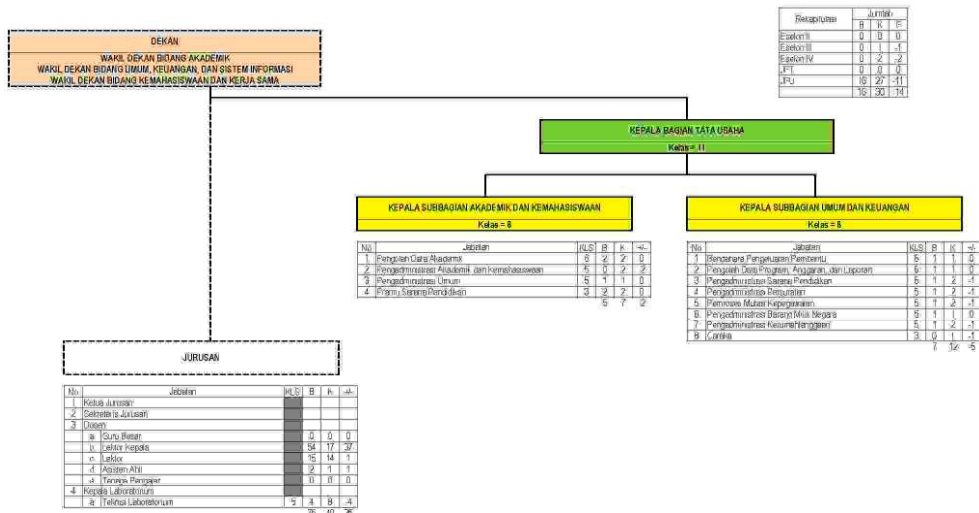 DEKAN
WAKIL DEKAN BIDANG AKADEMIK
WAKIL DEKAN BIDANG UMUM, KEUANGAN, DAN SISTEM INFORMASI
WAKIL DEKAN BIDANG KEMAHASISWAAN DAN KERJA SAMA
Rekapitulasi Jumlah
B K
Eselon II 0 0 0
Eselon III 0 1 -1
Eselon IV 0 2 -2
JFT 0 0 0
JFU 16 27 -11
16 30 -14
KEPALA BAGIAN TATA USAHA
Kelas = 11
KEPALA SUBBAGIAN AKADEMIK DAN KEMAHASISWAAN
Kelas = 8
No Jabatan KLS B K +/-
1 Pengolah Data Akademik 6 2 2 0
2 Pengadministrasi Akademik dan Kemahasiswaan 5 0 2
3 Pengadministrasi Umum 5 1 1 0
4 Pramu Sarana Pendidikan 3 2 2 0
5 7
KEPALA SUBBAGIAN UMUM DAN KEUANGAN
Kelas = 8
No Jabatan KLS B K +/-
1 Bendahara Pengeluaran Pembantu 1 1 0
2 Pengolah Data Program, Anggaran, dan Laporan 6 1 1 0
3 Pengadministrasi Sarana Pendidikan 5 1 2 -1
4 Pengadministrasi Persuratan 5 1 2 -1
5 Pemroses Mutasi Kepegawaian 5 1 2 -1
6 Pengadministrasi Barang Milik Negara 5 1 1 0
7 Pengadministrasi Kerumahtanggaan 5 1 2 -1
8 Caraka 3 0 1 -1
7 12 -5
JURUSAN
No Jabatan KLS B K +/-
1 Ketua Jurusan
2 Sekretaris Jurusan
3 Dosen
a Guru Besar 0 0 0
b Lektor Kepala 54 17 37
c Lektor 15 14 1
d Asisten Ahli 2 1 1
e Tenaga Pengajar 0 0 0
4 Kepala Laboratorium
a Teknisi Laboratorium 5 4 8 -4